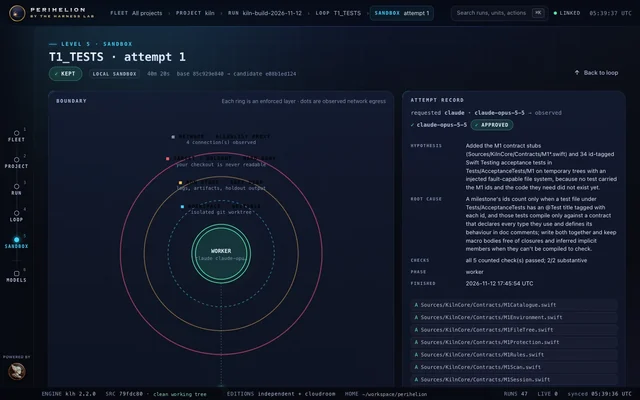 PERIHELION
BY THE HARNESS LAB
FLEET All projects › PROJECT kiln › RUN kiln-build-2026-11-12 › LOOP T1_TESTS › SANDBOX attempt 1
Search runs, units, actions ⌘K
LINKED 05:39:37 UTC
LEVEL 5 · SANDBOX
T1_TESTS · attempt 1
✓ KEPT LOCAL SANDBOX 40m 20s base 85c929e848 → candidate e86b1ed124
↑ Back to loop
FLEET
PROJECT
RUN
LOOP
SANDBOX
MODELS
POWERED BY
BOUNDARY
Each ring is an enforced layer · dots are observed network egress
4 connection(s) observed
your checkout is never readable
logs, artifacts, holdout output
isolated git worktree
WORKER
claude claude-opu…
ATTEMPT RECORD
requested claude · claude-opus-5-5 → observed
✓ claude-opus-5-5 ✓ APPROVED
HYPOTHESIS
Added the M1 contract stubs
(Sources/KilnCore/Contracts/M1*.swift) and 34 id-tagged
Swift Testing acceptance tests in
Tests/AcceptanceTests/M1 on temporary trees with an
injected fault-capable file system, because no test carried
the M1 ids and the code they need did not exist yet.
ROOT CAUSE
A milestone's ids count only when a test file under
Tests/AcceptanceTests has an @Test title tagged with
each id, and those tests compile only against a contract
that declares every type they use and defines its
behaviour in doc comments; write both together and keep
macro bodies free of closures and inferred implicit
members when they can't be compiled to check.
CHECKS
all 5 counted check(s) passed; 2/2 substantive
PHASE
worker
FINISHED
2026-11-12 17:45:54 UTC
A Sources/KilnCore/Contracts/M1Catalogue.swift
A Sources/KilnCore/Contracts/M1Environment.swift
A Sources/KilnCore/Contracts/M1FileTree.swift
A Sources/KilnCore/Contracts/M1Protection.swift
A Sources/KilnCore/Contracts/M1Rules.swift
A Sources/KilnCore/Contracts/M1Scan.swift
A Sources/KilnCore/Contracts/M1Session.swift
ENGINE klh 2.2.0 SRC 79fdc80 · clean working tree EDITIONS independent + cloudroom HOME ~/workspace/perihelion RUNS 47 LIVE 0 synced 05:39:36 UTC